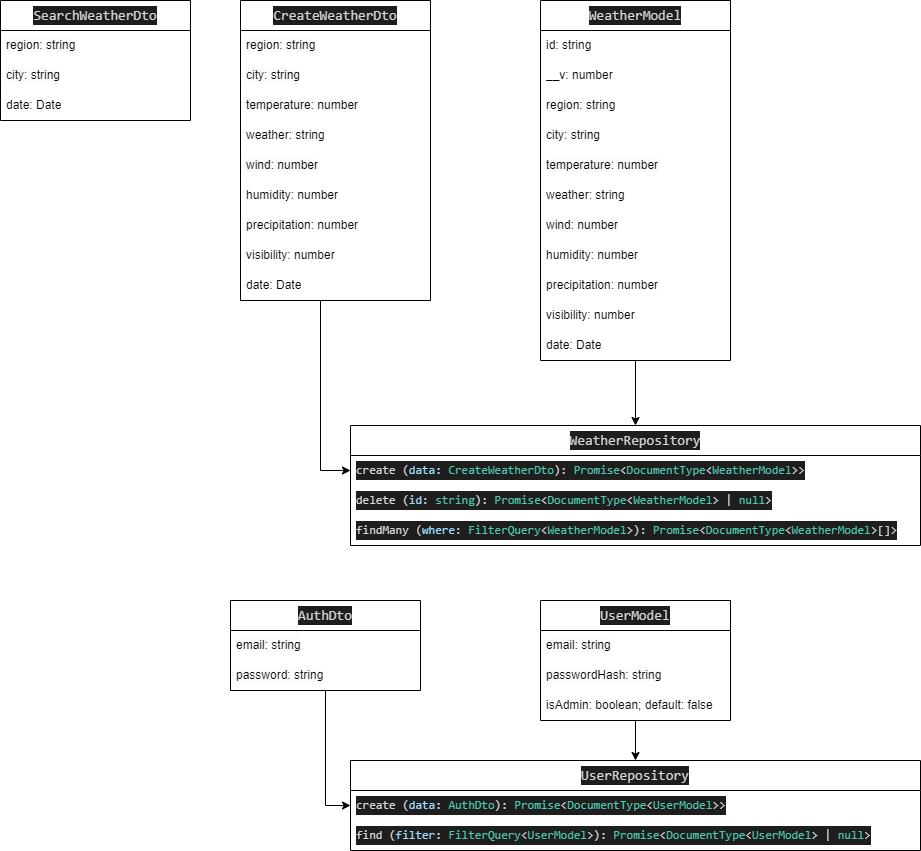 SearchWeatherDto
region: string
city: string
date: Date
CreateWeatherDto
region: string
city: string
temperature: number
weather: string
wind: number
humidity: number
precipitation: number
visibility: number
date: Date
WeatherModel
id: string
__v: number
region: string
city: string
temperature: number
weather: string
wind: number
humidity: number
precipitation: number
visibility: number
date: Date
WeatherRepository
create (data: CreateWeatherDto): Promise<DocumentType<WeatherModel>>
delete (id: string): Promise<DocumentType<WeatherModel> | null>
findMany (where: FilterQuery<WeatherModel>): Promise<DocumentType<WeatherModel>[]>
AuthDto
email: string
password: string
UserModel
email: string
passwordHash: string
isAdmin: boolean; default: false
UserRepository
create (data: AuthDto): Promise<DocumentType<UserModel>>
find (filter: FilterQuery<UserModel>): Promise<DocumentType<UserModel> | null>